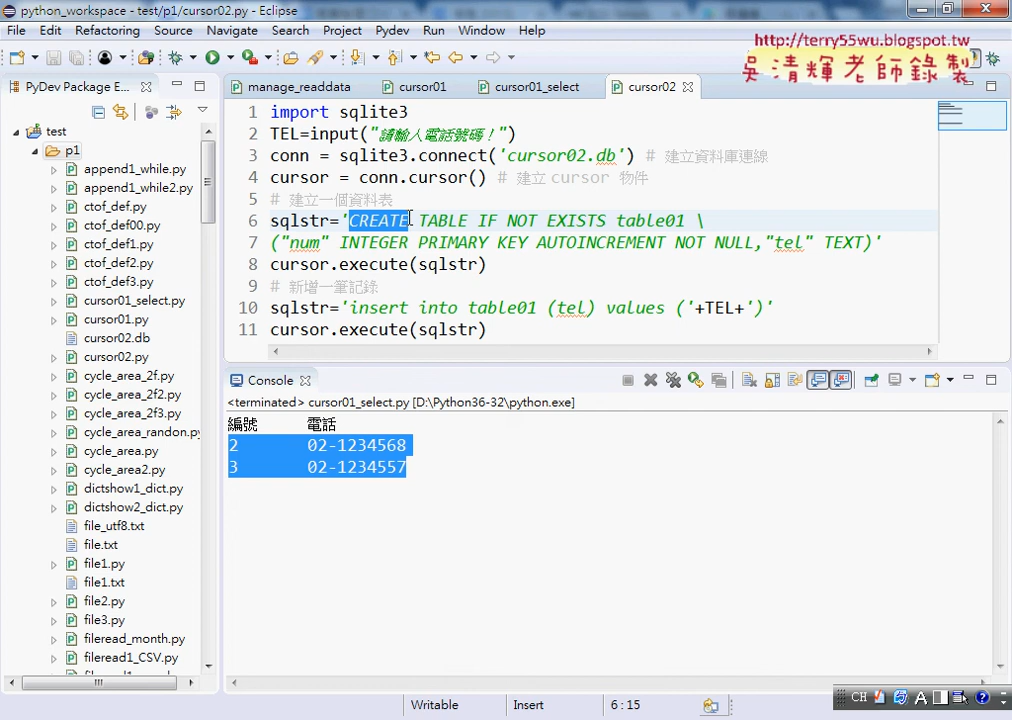 python_workspace - test/p1/cursor02.py - Eclipse
File Edit Refactoring Source Navigate Search Project Pydev Run Window Help
http://terry55wu.blogspot.tw
吳清輝老師錄製
PyDev Package E...
manage_readdata cursor01 cursor01_select cursor02
test
p1
append1_while.py
append1_while2.py
ctof_def.py
ctof_def00.py
ctof_def1.py
ctof_def2.py
ctof_def3.py
cursor01_select.py
cursor01.py
cursor02.db
cursor02.py
cycle_area_2f.py
cycle_area_2f2.py
cycle_area_2f3.py
cycle_area_randon.py
cycle_area.py
cycle_area2.py
dictshow1_dict.py
dictshow2_dict.py
file_utf8.txt
file.txt
file1.py
file1.txt
file2.py
file3.py
fileread_month.py
fileread1_CSV.py
1 import sqlite3
2 TEL=input("請輸入電話號碼！")
3 conn = sqlite3.connect('cursor02.db') # 建立資料庫連線
4 cursor = conn.cursor() # 建立 cursor 物件
5 # 建立一個資料表
6 sqlstr='CREATE TABLE IF NOT EXISTS table01 \
7 ("num" INTEGER PRIMARY KEY AUTOINCREMENT NOT NULL,"tel" TEXT)'
8 cursor.execute(sqlstr)
9 # 新增一筆記錄
10 sqlstr='insert into table01 (tel) values ('+TEL+')'
11 cursor.execute(sqlstr)
Console
<terminated> cursor01_select.py [D:\Python36-32\python.exe]
編號 電話
2 02-1234568
3 02-1234557
Writable Insert 6 : 15
CH